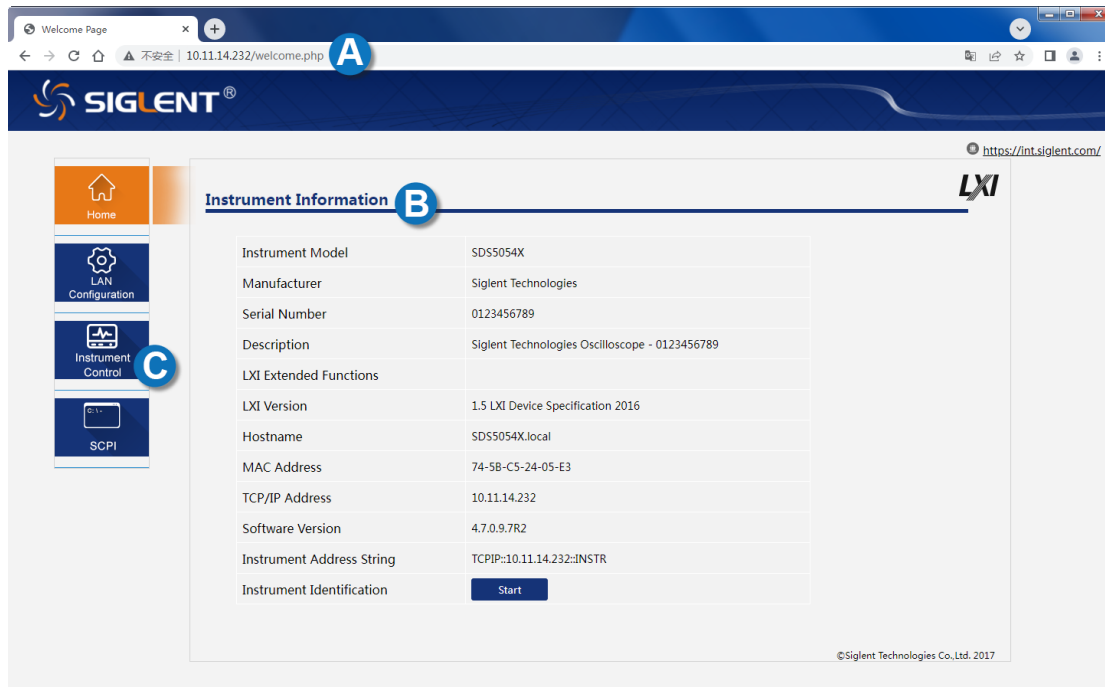 Welcome Page
不安全 | 10.11.14.232/welcome.php
A
SIGLENT®
https://int.siglent.com/
Home
LAN
Configuration
Instrument
Control
C
C:\-
SCPI
Instrument Information
B
LXI
Instrument Model SDS5054X
Manufacturer Siglent Technologies
Serial Number 0123456789
Description Siglent Technologies Oscilloscope - 0123456789
LXI Extended Functions
LXI Version 1.5 LXI Device Specification 2016
Hostname SDS5054X.local
MAC Address 74-5B-C5-24-05-E3
TCP/IP Address 10.11.14.232
Software Version 4.7.0.9.7R2
Instrument Address String TCPIP::10.11.14.232::INSTR
Instrument Identification Start
©Siglent Technologies Co.,Ltd. 2017